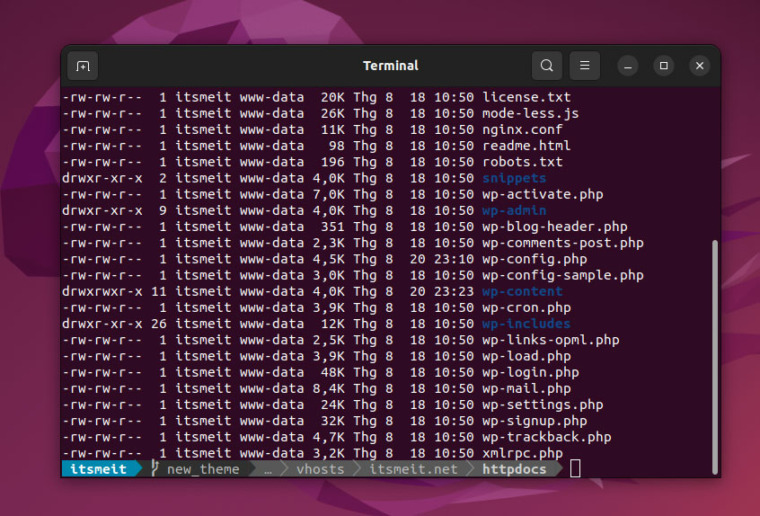 Terminal
-rw-rw-r-- 1 itsmeit www-data 20K Thg 8 18 10:50 license.txt
-rw-rw-r-- 1 itsmeit www-data 26K Thg 8 18 10:50 mode-less.js
-rw-rw-r-- 1 itsmeit www-data 11K Thg 8 18 10:50 nginx.conf
-rw-rw-r-- 1 itsmeit www-data 98 Thg 8 18 10:50 readme.html
-rw-rw-r-- 1 itsmeit www-data 196 Thg 8 18 10:50 robots.txt
drwxr-xr-x 2 itsmeit www-data 4,0K Thg 8 18 10:50 snippets
-rw-rw-r-- 1 itsmeit www-data 7,0K Thg 8 18 10:50 wp-activate.php
drwxr-xr-x 9 itsmeit www-data 4,0K Thg 8 18 10:50 wp-admin
-rw-rw-r-- 1 itsmeit www-data 351 Thg 8 18 10:50 wp-blog-header.php
-rw-rw-r-- 1 itsmeit www-data 2,3K Thg 8 18 10:50 wp-comments-post.php
-rw-rw-r-- 1 itsmeit www-data 4,5K Thg 8 20 23:10 wp-config.php
-rw-rw-r-- 1 itsmeit www-data 3,0K Thg 8 18 10:50 wp-config-sample.php
drwxrwxr-x 11 itsmeit www-data 4,0K Thg 8 20 23:23 wp-content
-rw-rw-r-- 1 itsmeit www-data 3,9K Thg 8 18 10:50 wp-cron.php
drwxr-xr-x 26 itsmeit www-data 12K Thg 8 18 10:50 wp-includes
-rw-rw-r-- 1 itsmeit www-data 2,5K Thg 8 18 10:50 wp-links-opml.php
-rw-rw-r-- 1 itsmeit www-data 3,9K Thg 8 18 10:50 wp-load.php
-rw-rw-r-- 1 itsmeit www-data 48K Thg 8 18 10:50 wp-login.php
-rw-rw-r-- 1 itsmeit www-data 8,4K Thg 8 18 10:50 wp-mail.php
-rw-rw-r-- 1 itsmeit www-data 24K Thg 8 18 10:50 wp-settings.php
-rw-rw-r-- 1 itsmeit www-data 32K Thg 8 18 10:50 wp-signup.php
-rw-rw-r-- 1 itsmeit www-data 4,7K Thg 8 18 10:50 wp-trackback.php
-rw-rw-r-- 1 itsmeit www-data 3,2K Thg 8 18 10:50 xmlrpc.php
itsmeit new_theme … vhosts itsmeit.net httpdocs